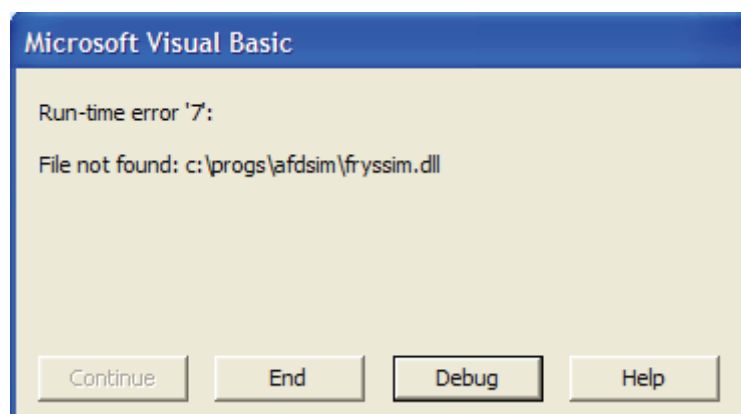 Microsoft Visual Basic
Run-time error '7':
File not found: c:\progs\afdsim\fryssim.dll
Continue End Debug Help